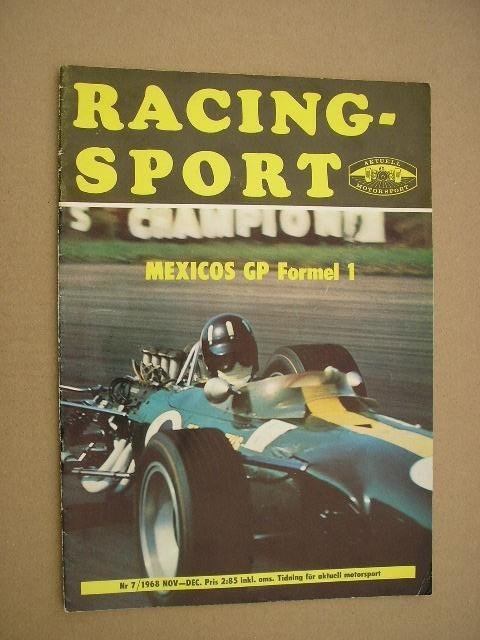 RACING-
SPORT
AKTUELL
MOTORSPORT
S CHAMPION
MEXICOS GP Formel 1
Nr 7/1968 NOV—DEC. Pris 2:85 inkl. oms. Tidning för aktuell motorsport